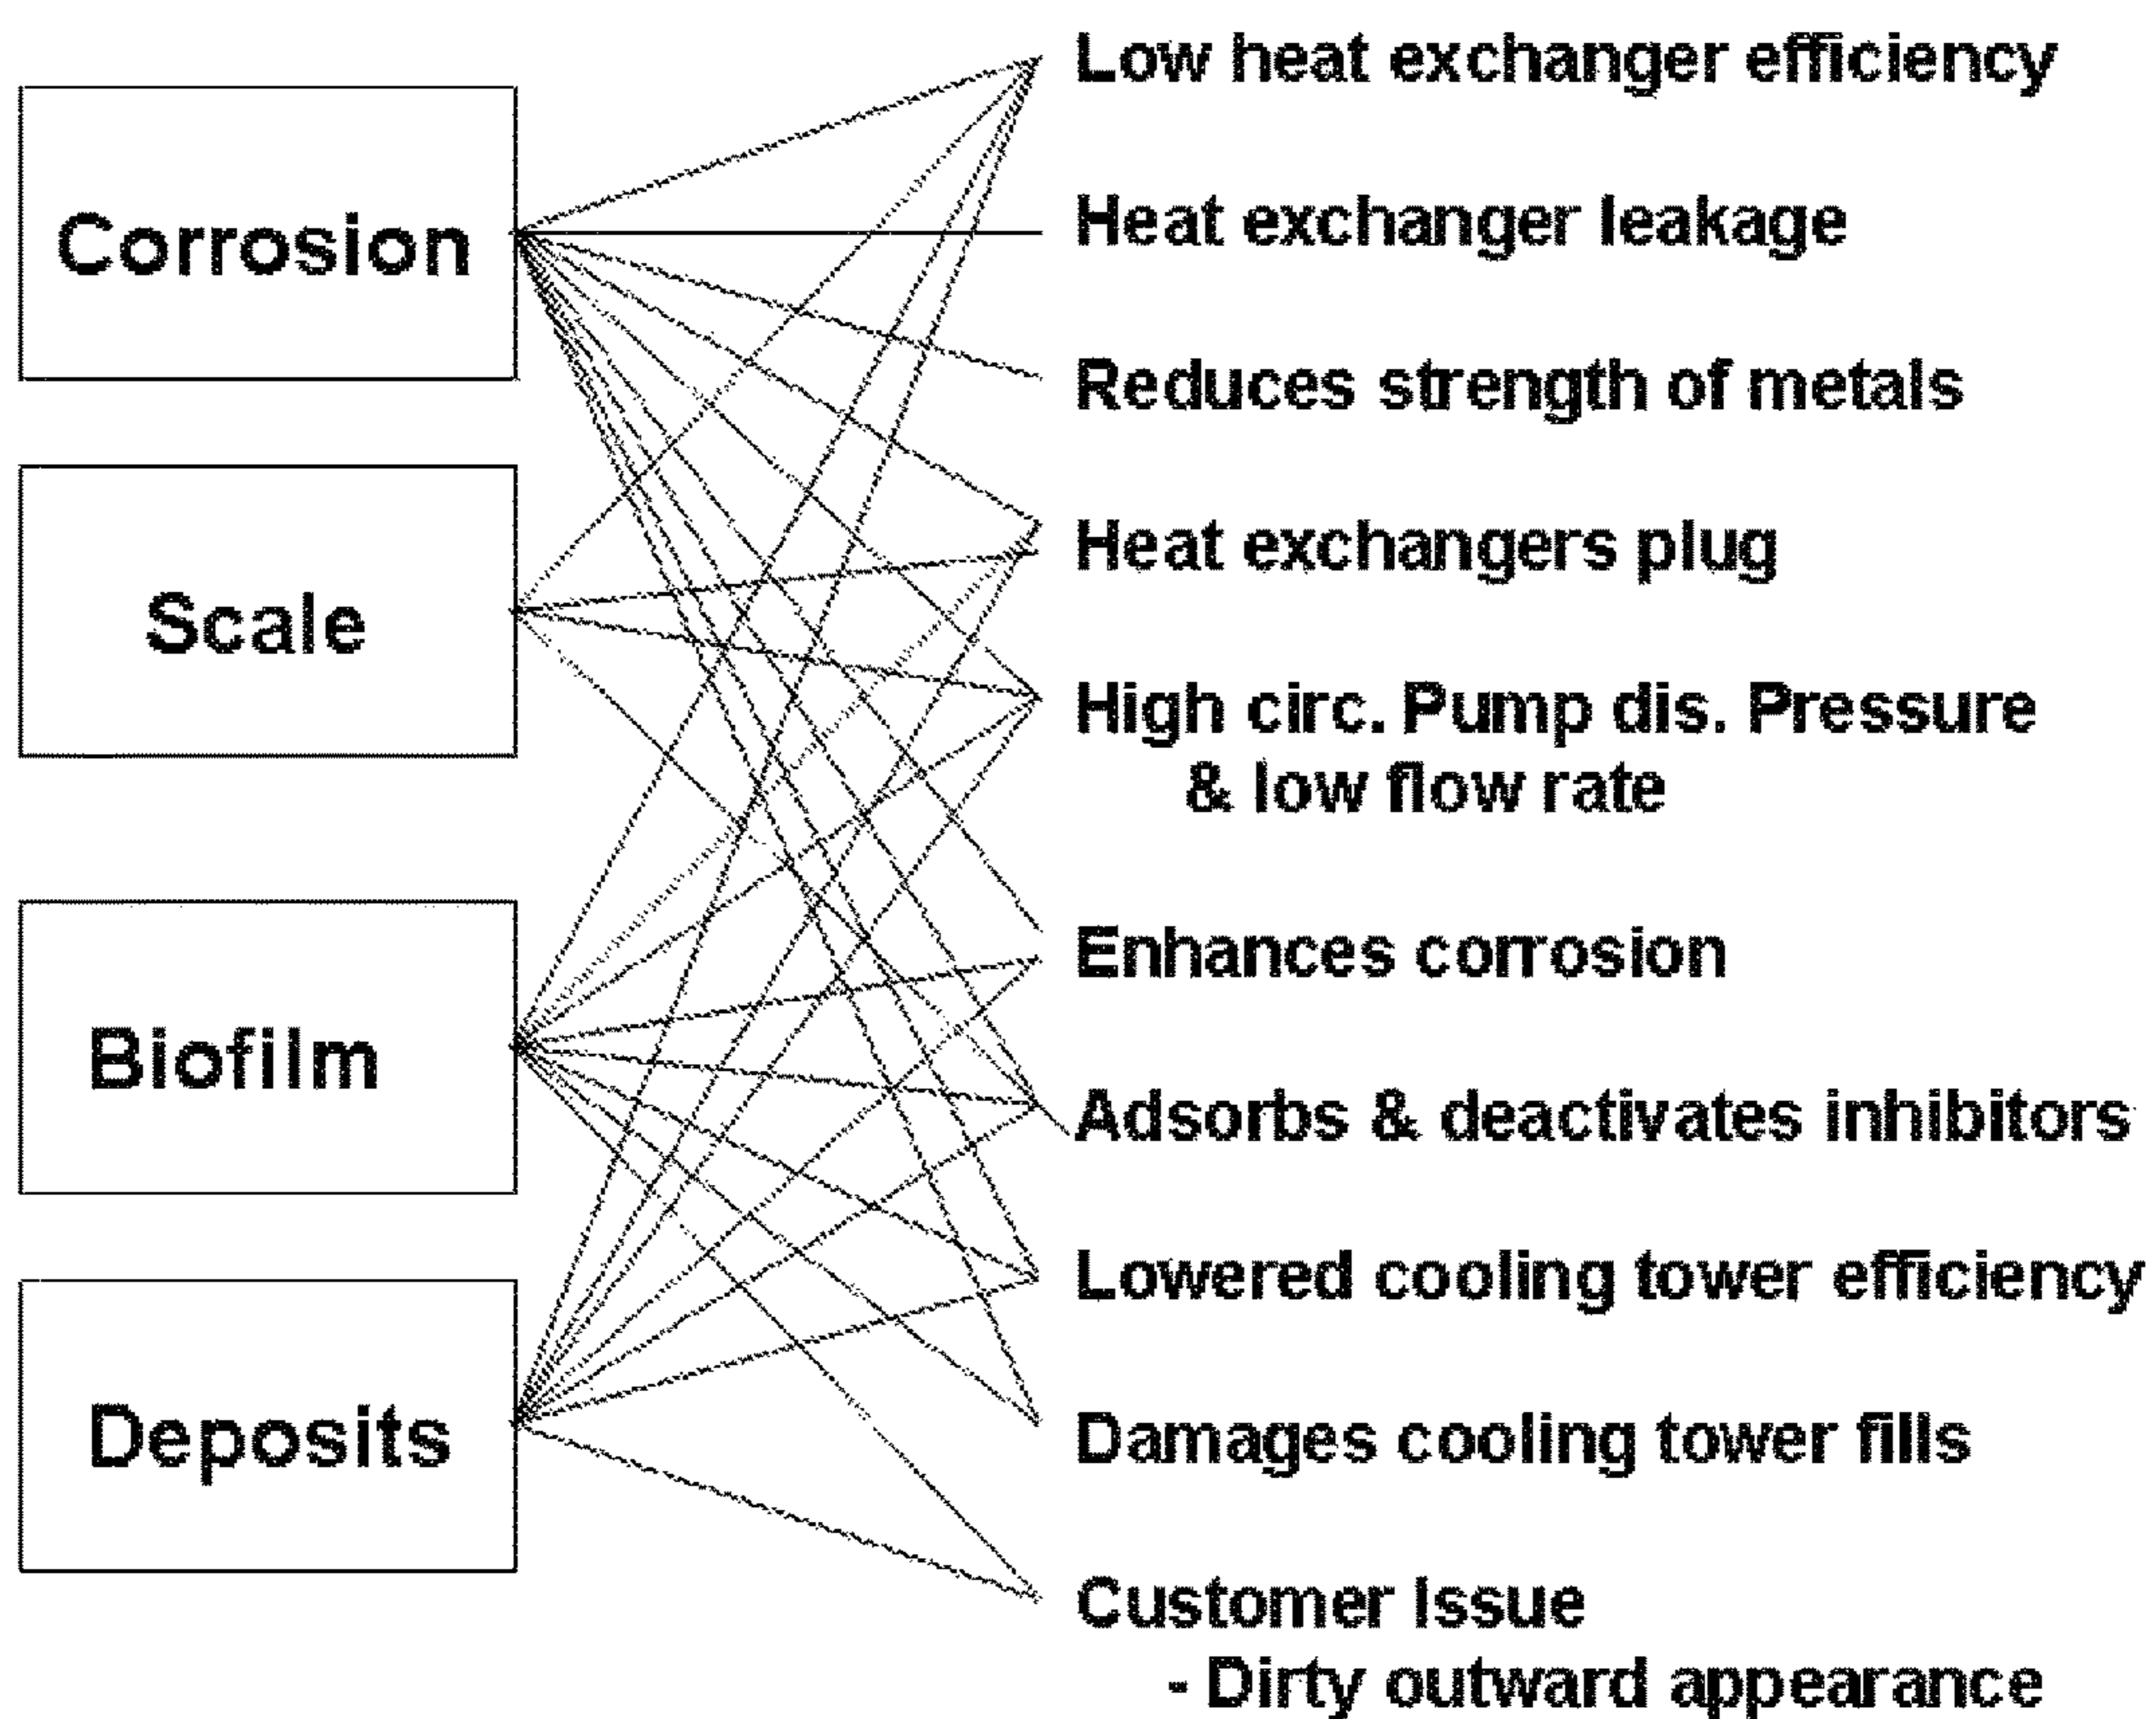 Corrosion
Scale
Biofilm
Deposits
Low heat exchanger efficiency
Heat exchanger leakage
Reduces strength of metals
Heat exchangers plug
High circ. Pump dis. Pressure
& low flow rate
Enhances corrosion
Adsorbs & deactivates inhibitors
Lowered cooling tower efficiency
Damages cooling tower fills
Customer Issue
- Dirty outward appearance